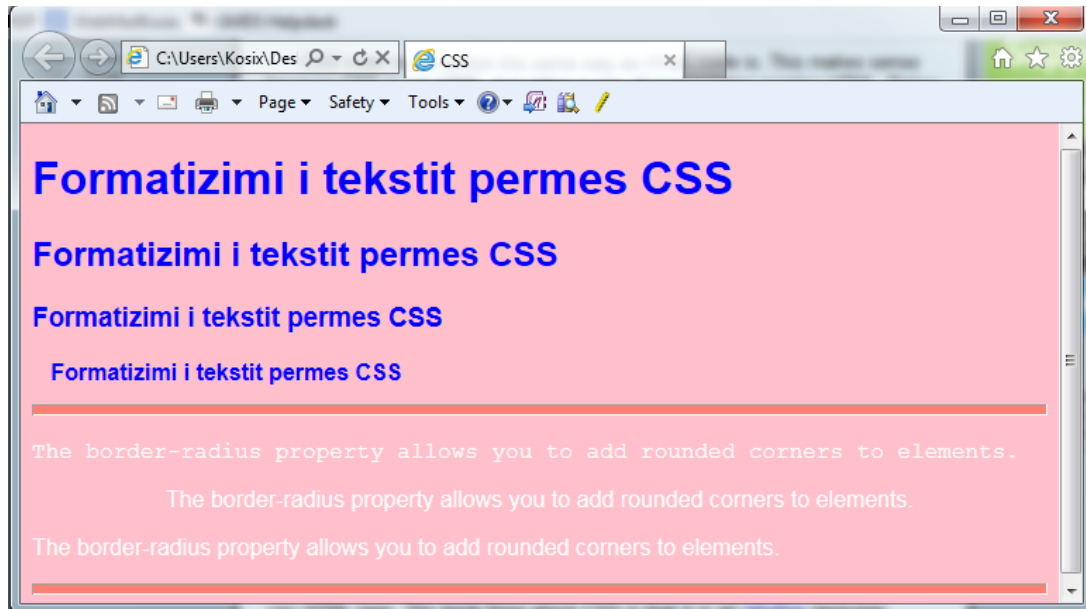 C:\Users\Kosix\Des
CSS
Page Safety Tools
Formatizimi i tekstit permes CSS
Formatizimi i tekstit permes CSS
Formatizimi i tekstit permes CSS
Formatizimi i tekstit permes CSS
The border-radius property allows you to add rounded corners to elements.
The border-radius property allows you to add rounded corners to elements.
The border-radius property allows you to add rounded corners to elements.